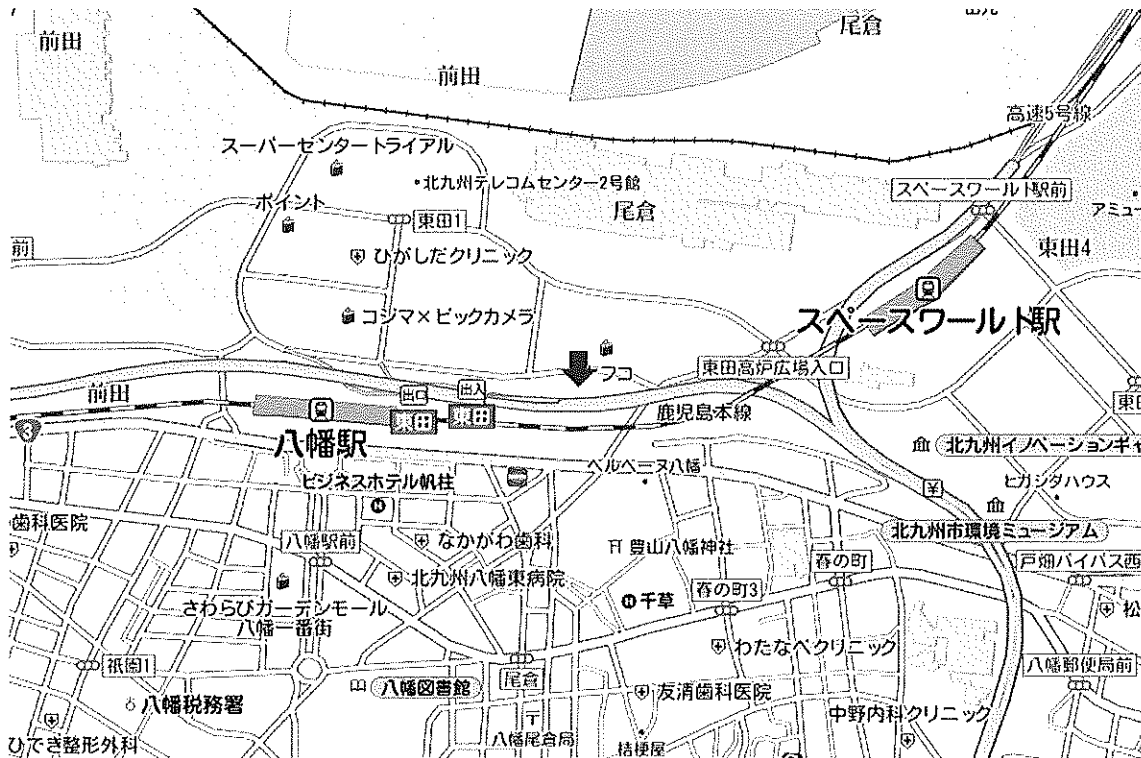 前田
尾倉
前田
高速5号線
スーパーセンタートライアル
北九州テレコムセンター2号館
スペースワールド駅前
ポイント
東田1
尾倉
アミュー
前
ひがしだクリニック
東田4
コジマ×ビックカメラ
スペースワールド駅
フコ
東田高炉広場入口
前田
出口
出入
鹿児島本線
3
東
東
八幡駅
ベルベーヌ八幡
北九州イノベーションギャ
ビジネスホテル帆柱
ヒガシダハウス
歯科医院
八幡駅前
なかがわ歯科
豊山八幡神社
北九州市環境ミュージアム
春の町
戸畑バイパス西
北九州八幡東病院
さわらびガーデンモール
八幡一番街
千草
春の町3
松
わたなべクリニック
祇園1
尾倉
八幡郵便局前
八幡図書館
友清歯科医院
八幡税務署
中野内科クリニック
ひでき整形外科
八幡尾倉局
桔梗屋